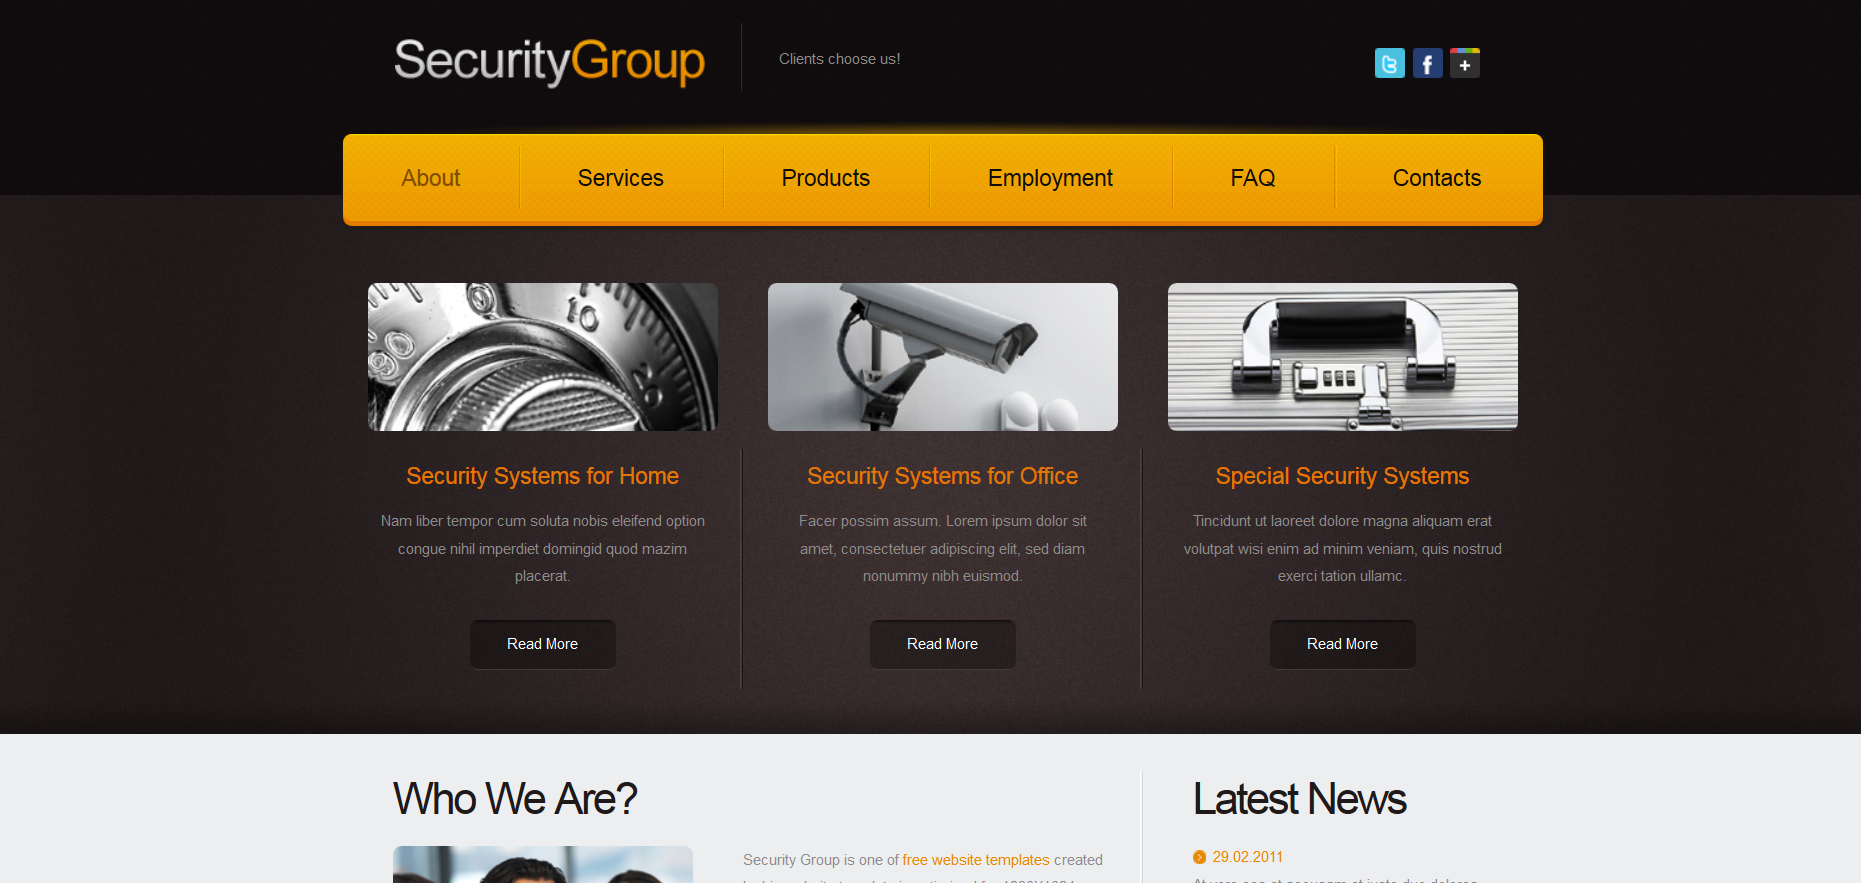 SecurityGroup
Clients choose us!
About Services Products Employment FAQ Contacts
Security Systems for Home
Nam liber tempor cum soluta nobis eleifend option
congue nihil imperdiet domingid quod mazim
placerat.
Read More
Security Systems for Office
Facer possim assum. Lorem ipsum dolor sit
amet, consectetuer adipiscing elit, sed diam
nonummy nibh euismod.
Read More
Special Security Systems
Tincidunt ut laoreet dolore magna aliquam erat
volutpat wisi enim ad minim veniam, quis nostrud
exerci tation ullamc.
Read More
Who We Are?
Security Group is one of free website templates created
Latest News
29.02.2011